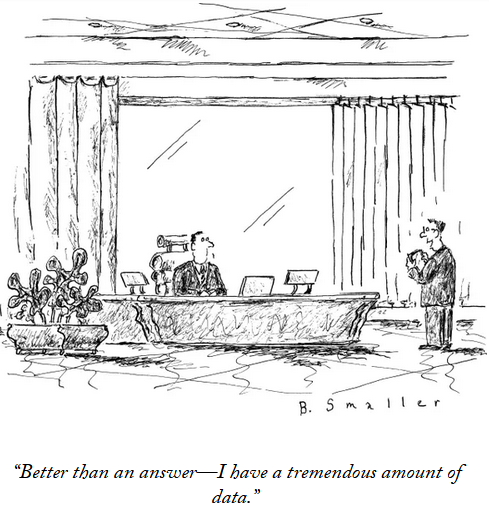 B. Smaller
“Better than an answer—I have a tremendous amount of
data.”